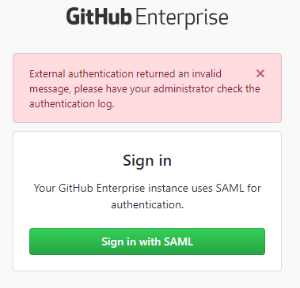 GitHub Enterprise
External authentication returned an invalid
message, please have your administrator check the
authentication log.
Sign in
Your GitHub Enterprise instance uses SAML for
authentication.
Sign in with SAML